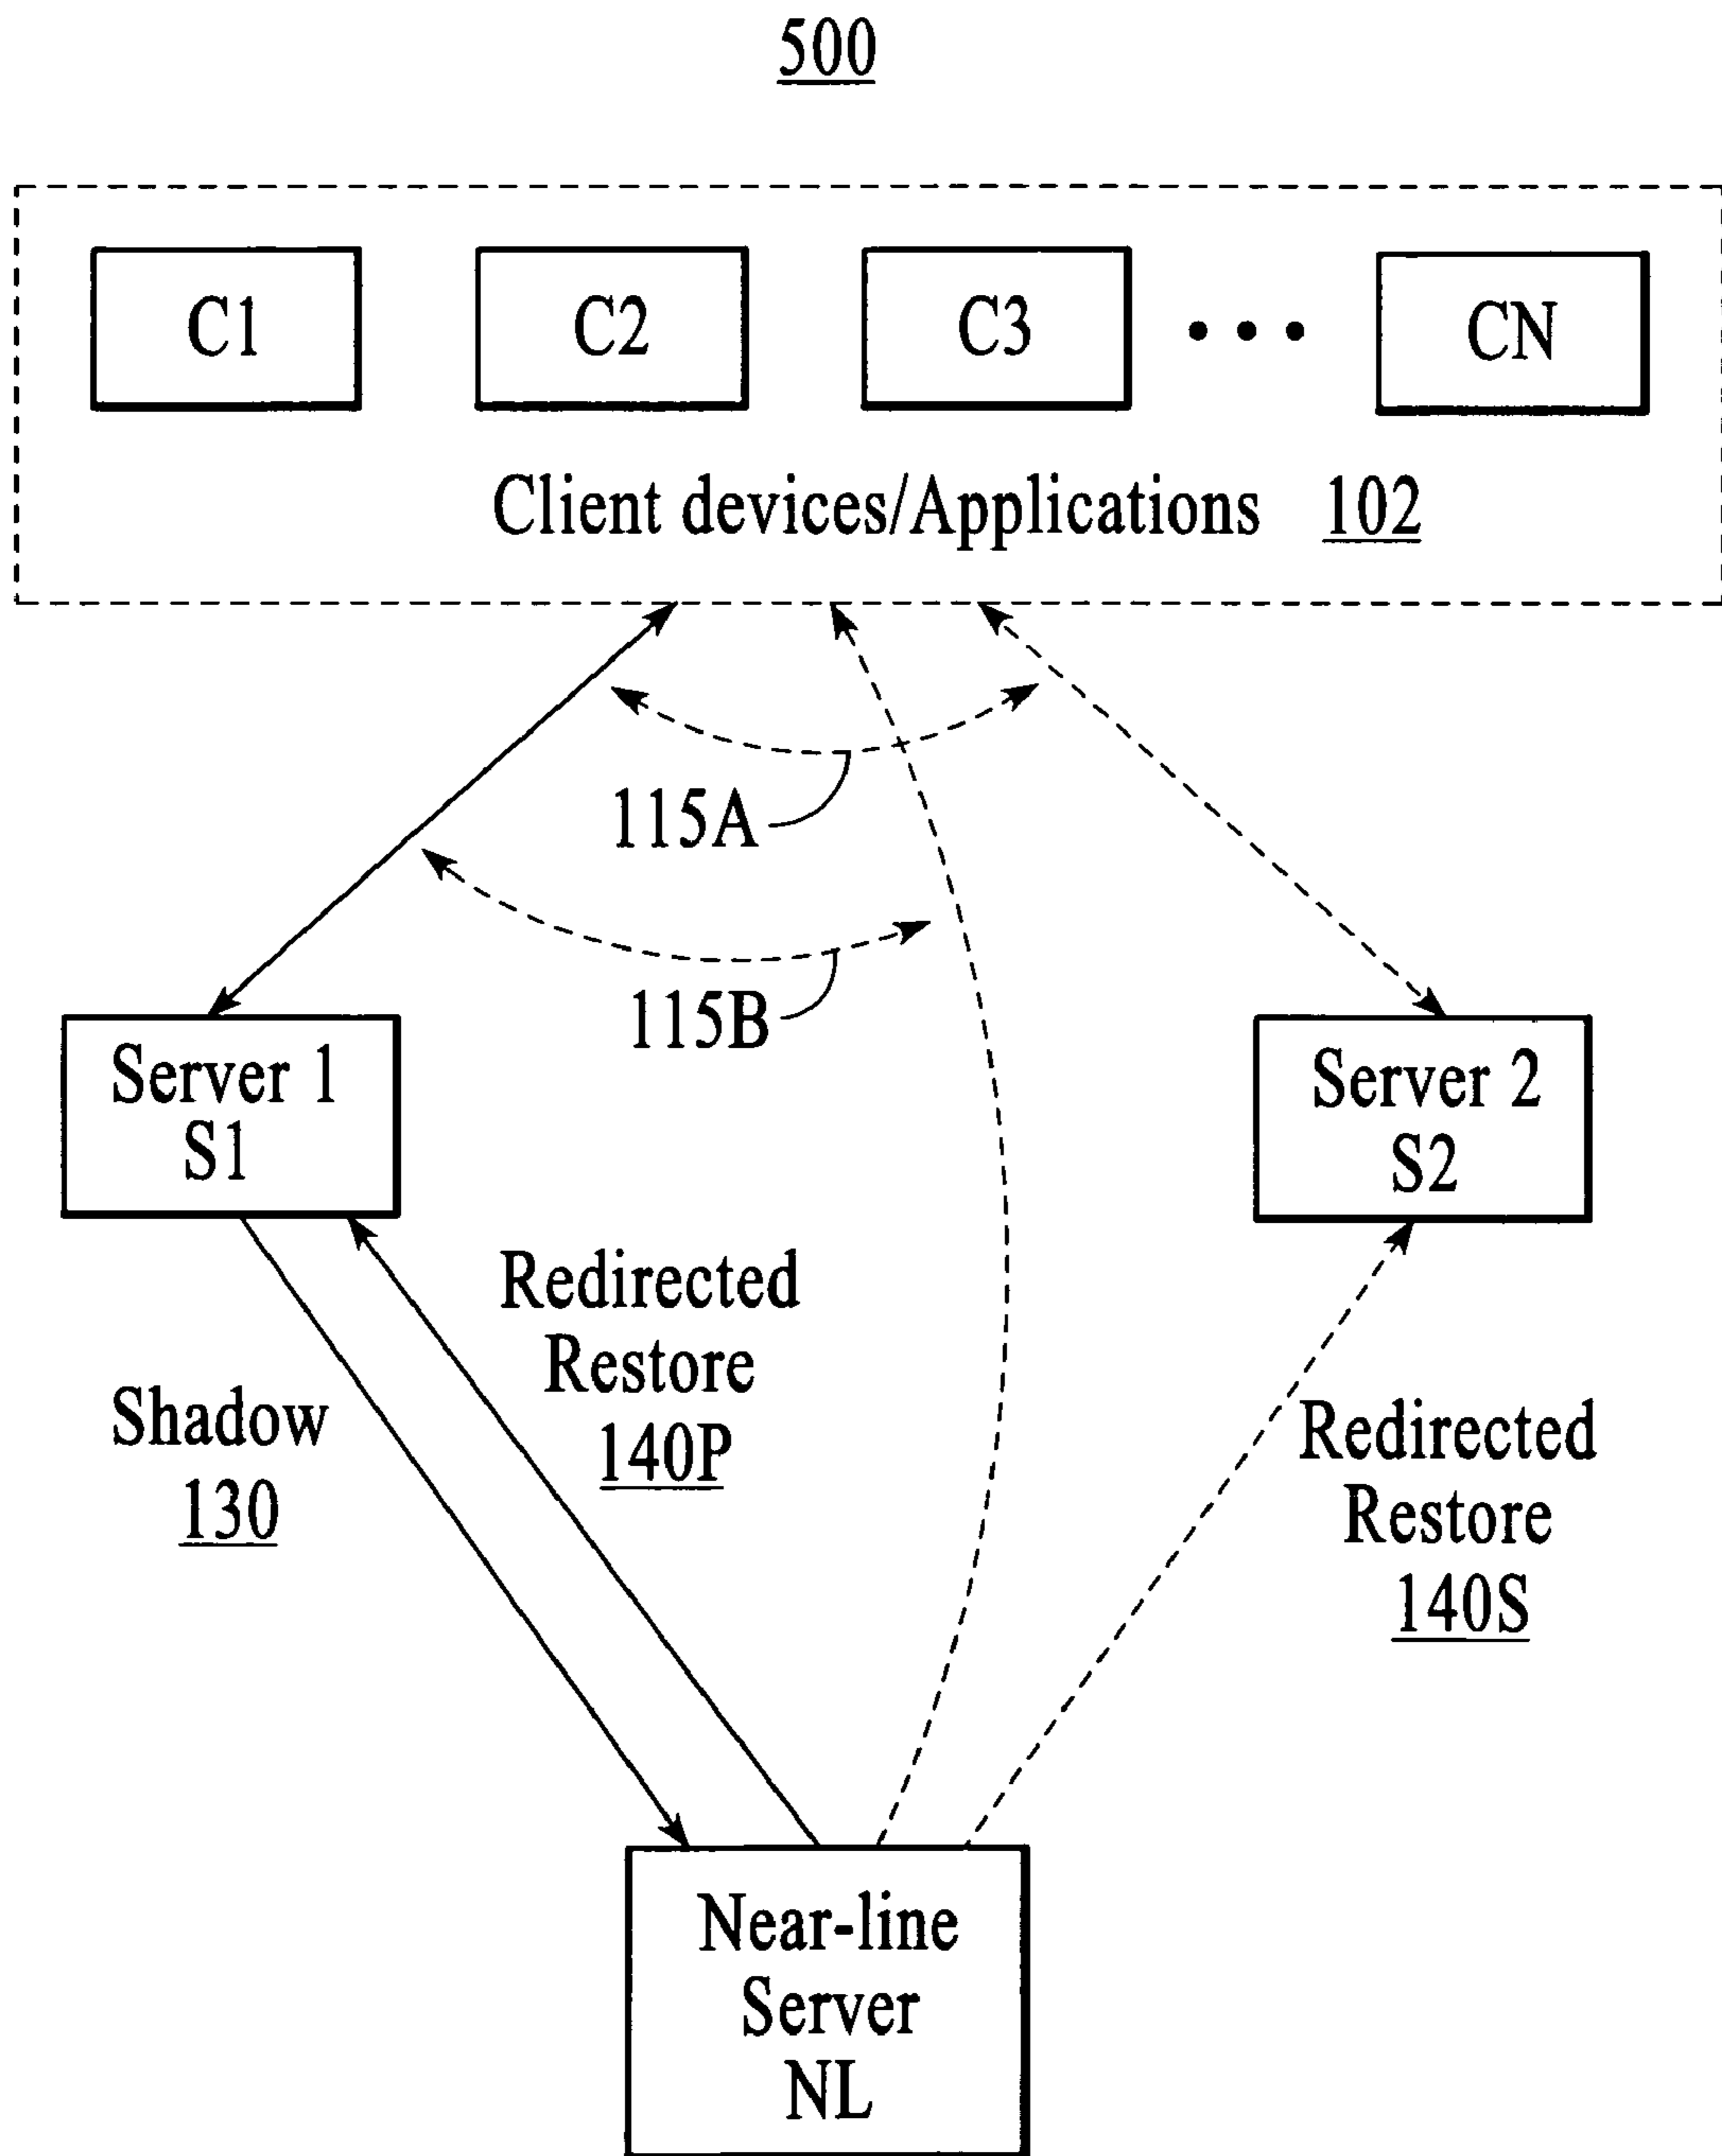 500
C1
C2
C3
• • •
CN
Client devices/Applications 102
115A
115B
Server 1
S1
Server 2
S2
Redirected
Restore
140P
Shadow
130
Redirected
Restore
140S
Near-line
Server
NL